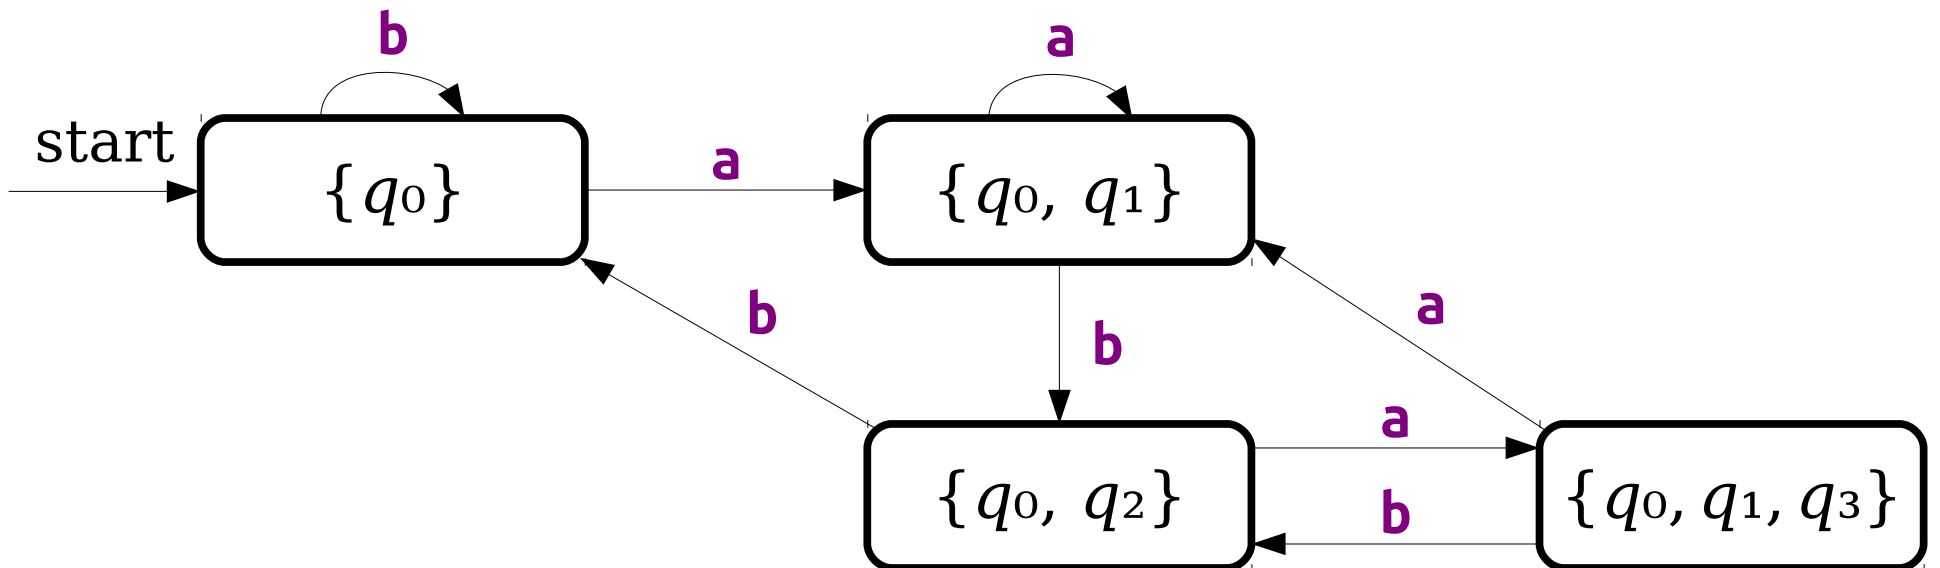 b
a
start
a
{q₀}
{q₀, q₁}
b
a
b
a
{q₀, q₂}
{q₀, q₁, q₃}
b